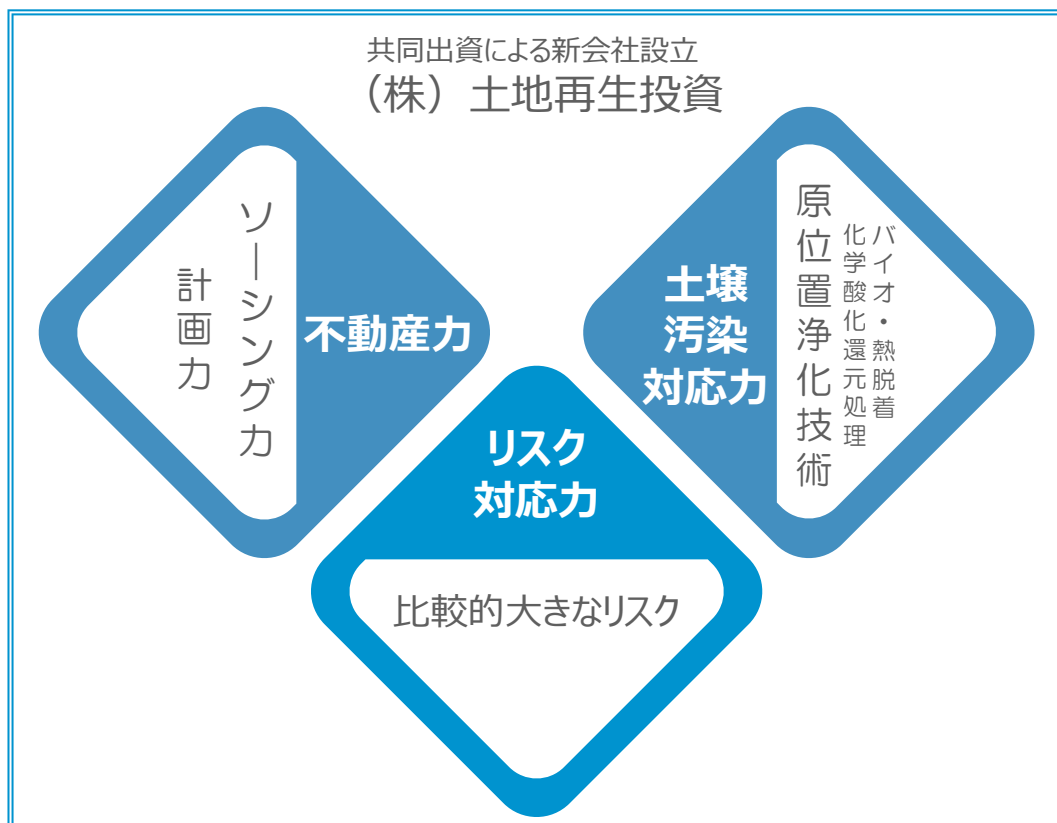 共同出資による新会社設立
（株）土地再生投資
ソーシング力
計画力
不動産力
土壌
汚染
対応力
原位置浄化技術
バイオ・熱脱着
化学酸化還元処理
リスク
対応力
比較的大きなリスク